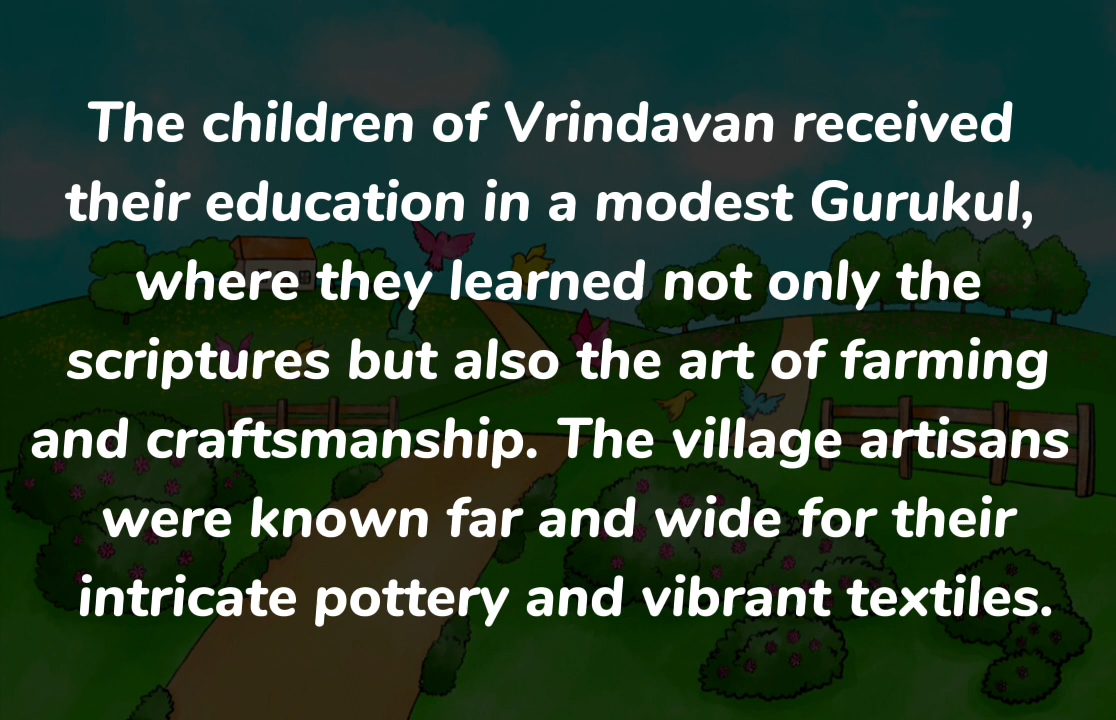 The children of Vrindavan received
their education in a modest Gurukul,
where they learned not only the
scriptures but also the art of farming
and craftsmanship. The village artisans
were known far and wide for their
intricate pottery and vibrant textiles.